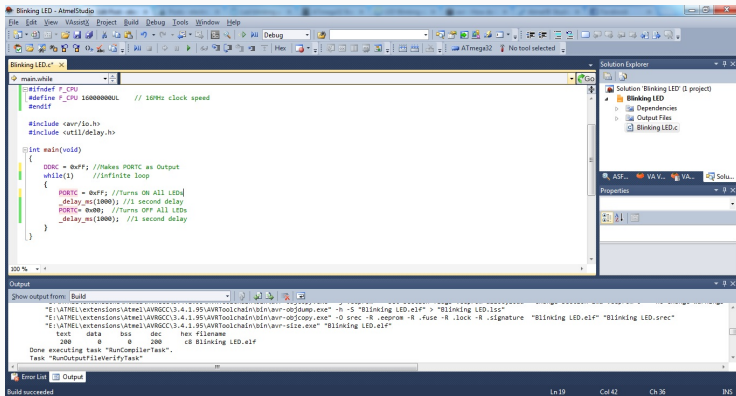 Blinking LED - AtmelStudio
File Edit View VAssistX Project Build Debug Tools Window Help
Debug
Hex
ATmega32 No tool selected
Blinking LED.c*
main.while
Go
#ifndef F_CPU
#define F_CPU 16000000UL // 16MHz clock speed
#endif
#include <avr/io.h>
#include <util/delay.h>
int main(void)
{
DDRC = 0xFF; //Makes PORTC as Output
while(1) //infinite loop
{
PORTC = 0xFF; //Turns ON All LEDs
_delay_ms(1000); //1 second delay
PORTC= 0x00; //Turns OFF All LEDs
_delay_ms(1000); //1 second delay
}
}
100 %
Solution Explorer
Solution 'Blinking LED' (1 project)
Blinking LED
Dependencies
Output Files
Blinking LED.c
ASF... VA V... VA... Solu...
Properties
Output
Show output from: Build
"E:\ATMEL\extensions\Atmel\AVRGCC\3.4.1.95\AVRToolchain\bin\avr-objdump.exe" -h -S "Blinking LED.elf" > "Blinking LED.lss"
"E:\ATMEL\extensions\Atmel\AVRGCC\3.4.1.95\AVRToolchain\bin\avr-objcopy.exe" -O srec -R .eeprom -R .fuse -R .lock -R .signature "Blinking LED.elf" "Blinking LED.srec"
"E:\ATMEL\extensions\Atmel\AVRGCC\3.4.1.95\AVRToolchain\bin\avr-size.exe" "Blinking LED.elf"
text data bss dec hex filename
200 0 0 200 c8 Blinking LED.elf
Done executing task "RunCompilerTask".
Task "RunOutputFileVerifyTask"
Error List Output
Build succeeded Ln 19 Col 42 Ch 36 INS